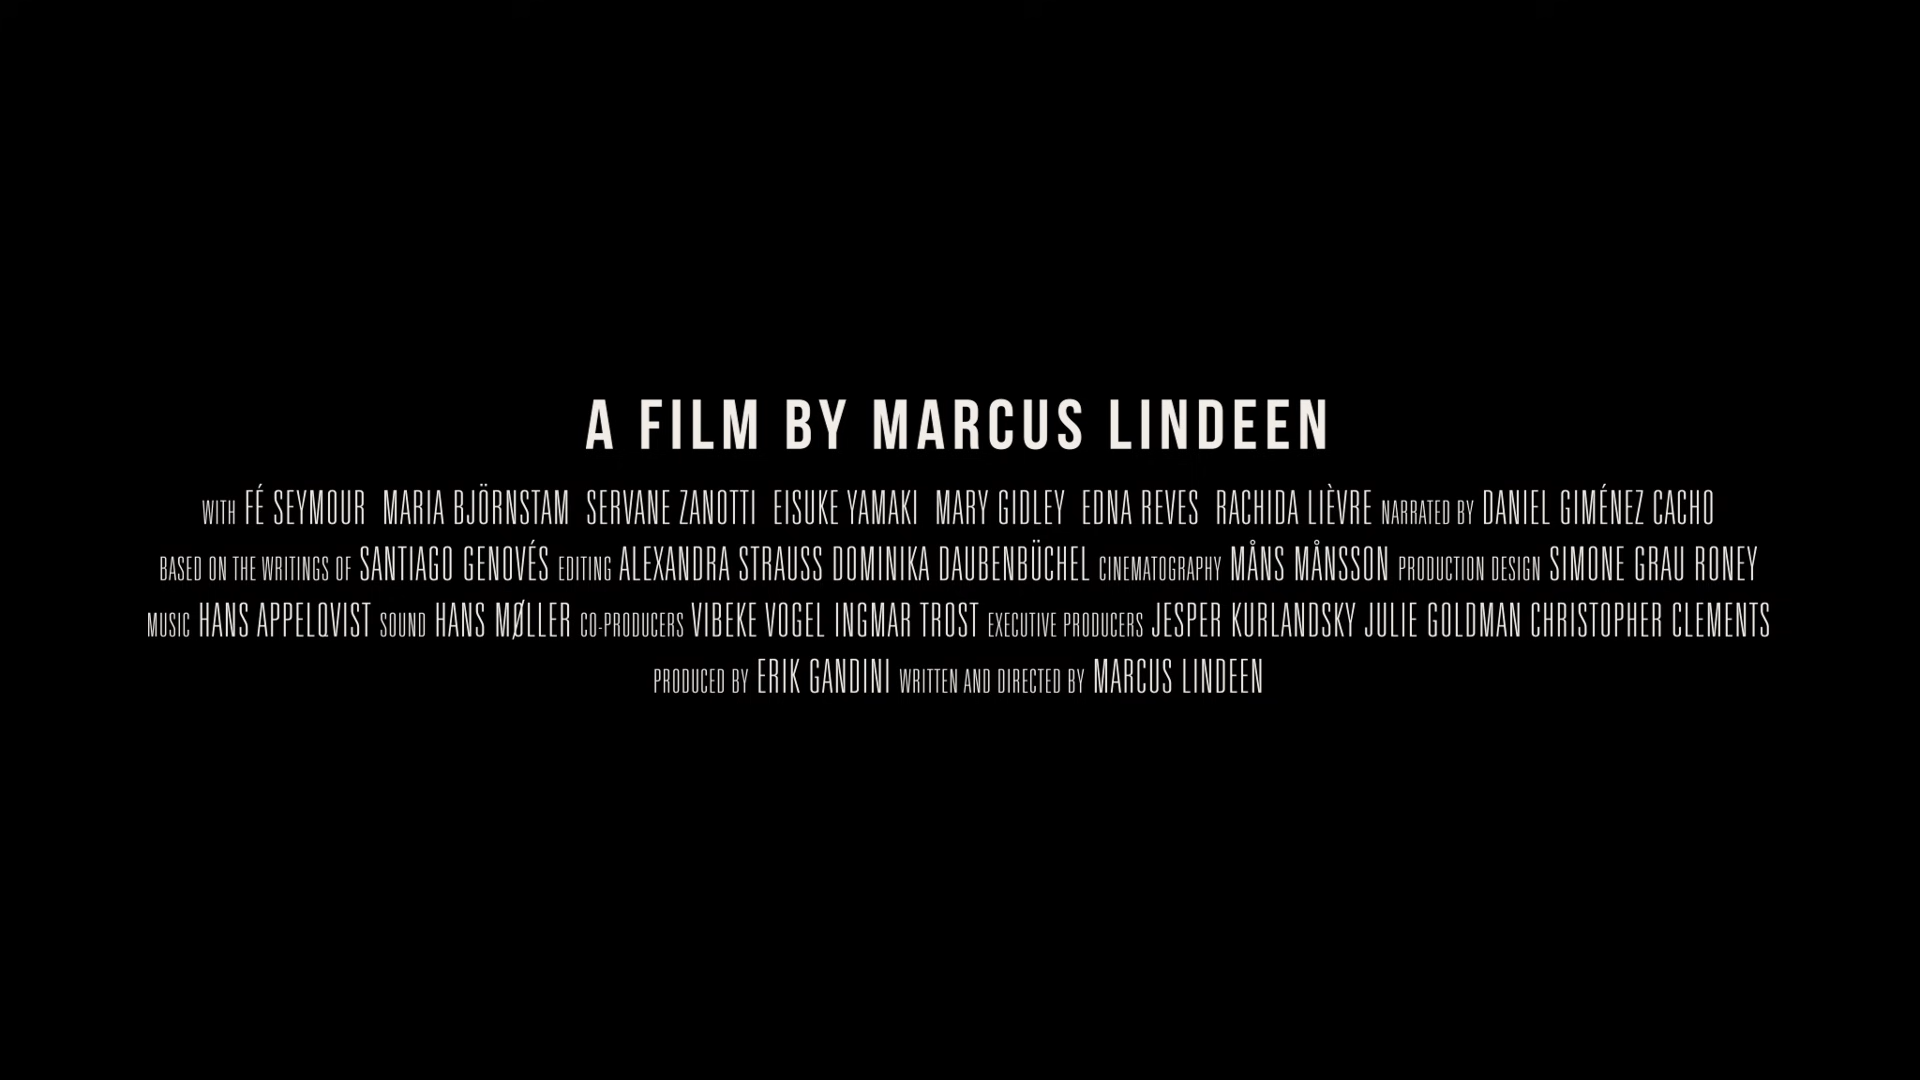 A FILM BY MARCUS LINDEEN
WITH FÉ SEYMOUR MARIA BJÖRNSTAM SERVANE ZANOTTI EISUKE YAMAKI MARY GIDLEY EDNA REVES RACHIDA LIÈVRE NARRATED BY DANIEL GIMÉNEZ CACHO
BASED ON THE WRITINGS OF SANTIAGO GENOVÉS EDITING ALEXANDRA STRAUSS DOMINIKA DAUBENBÜCHEL CINEMATOGRAPHY MÅNS MÅNSSON PRODUCTION DESIGN SIMONE GRAU RONEY
MUSIC HANS APPELQVIST SOUND HANS MØLLER CO-PRODUCERS VIBEKE VOGEL INGMAR TROST EXECUTIVE PRODUCERS JESPER KURLANDSKY JULIE GOLDMAN CHRISTOPHER CLEMENTS
PRODUCED BY ERIK GANDINI WRITTEN AND DIRECTED BY MARCUS LINDEEN